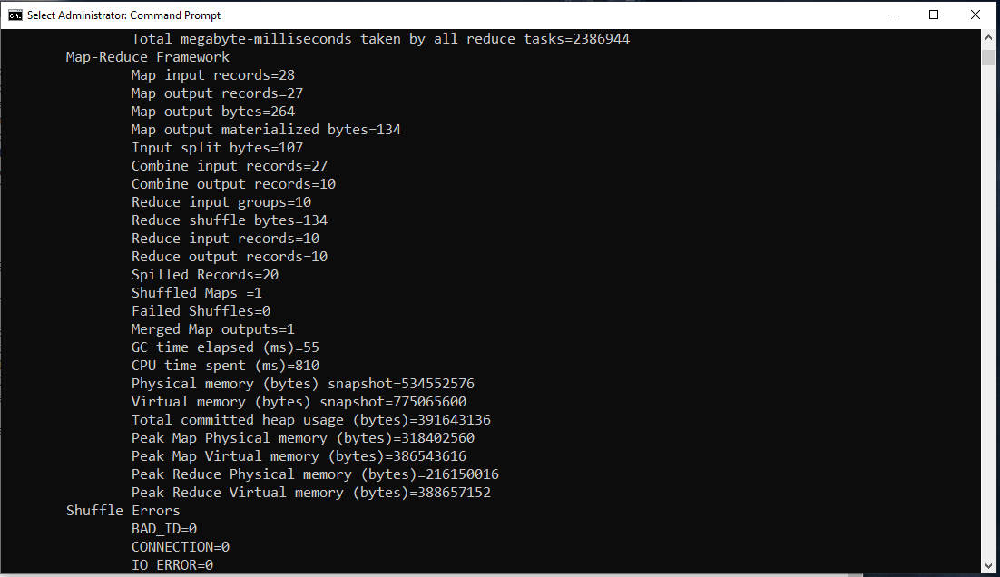 Select Administrator: Command Prompt
Total megabyte-milliseconds taken by all reduce tasks=2386944
Map-Reduce Framework
Map input records=28
Map output records=27
Map output bytes=264
Map output materialized bytes=134
Input split bytes=107
Combine input records=27
Combine output records=10
Reduce input groups=10
Reduce shuffle bytes=134
Reduce input records=10
Reduce output records=10
Spilled Records=20
Shuffled Maps =1
Failed Shuffles=0
Merged Map outputs=1
GC time elapsed (ms)=55
CPU time spent (ms)=810
Physical memory (bytes) snapshot=534552576
Virtual memory (bytes) snapshot=775065600
Total committed heap usage (bytes)=391643136
Peak Map Physical memory (bytes)=318402560
Peak Map Virtual memory (bytes)=386543616
Peak Reduce Physical memory (bytes)=216150016
Peak Reduce Virtual memory (bytes)=388657152
Shuffle Errors
BAD_ID=0
CONNECTION=0
IO_ERROR=0